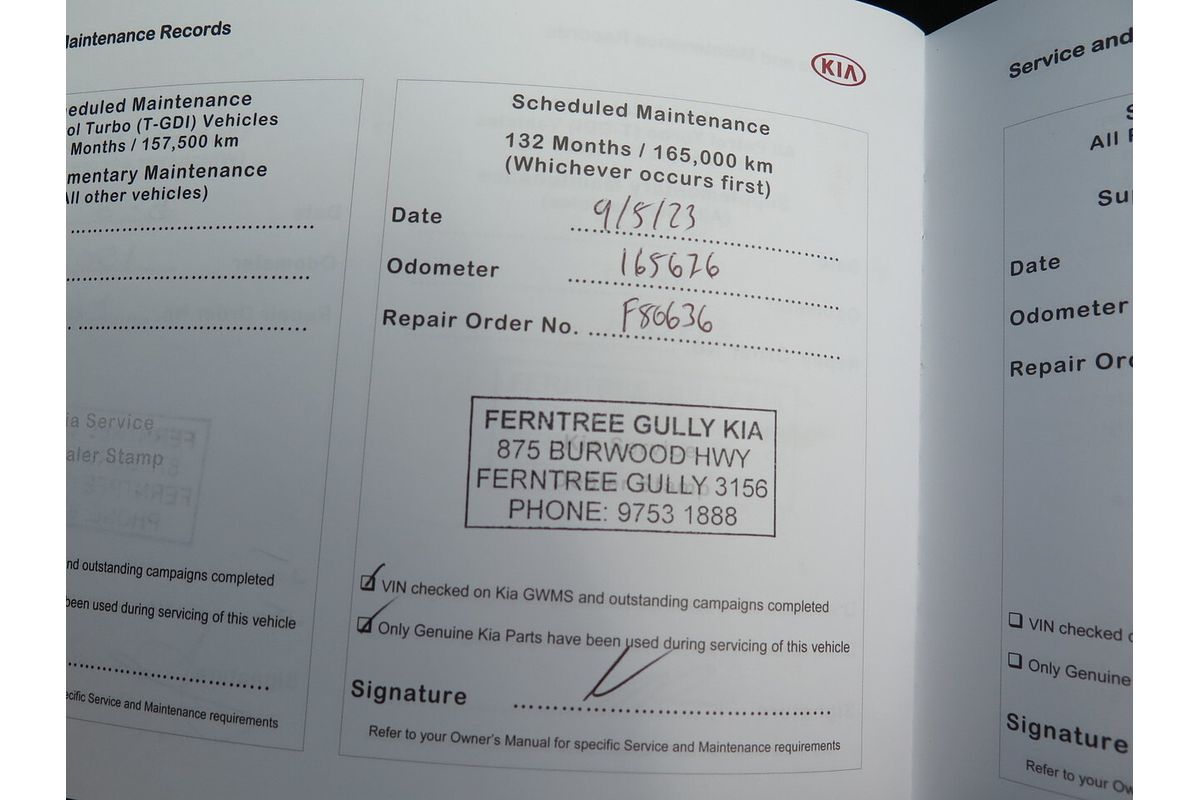 Maintenance Records
Scheduled Maintenance
ol Turbo (T-GDI) Vehicles
Months / 157,500 km
mentary Maintenance
All other vehicles)
ia Service
aler Stamp
nd outstanding campaigns completed
been used during servicing of this vehicle
ecific Service and Maintenance requirements
KIA
Scheduled Maintenance
132 Months / 165,000 km
(Whichever occurs first)
Date 9/5/23
Odometer 165626
Repair Order No. F80636
FERNTREE GULLY KIA
875 BURWOOD HWY
FERNTREE GULLY 3156
PHONE: 9753 1888
VIN checked on Kia GWMS and outstanding campaigns completed
Only Genuine Kia Parts have been used during servicing of this vehicle
Signature
Refer to your Owner's Manual for specific Service and Maintenance requirements
Service and
All
Date
Odometer
Repair Ord
VIN checked
Only Genuine
Signature
Refer to your Ow